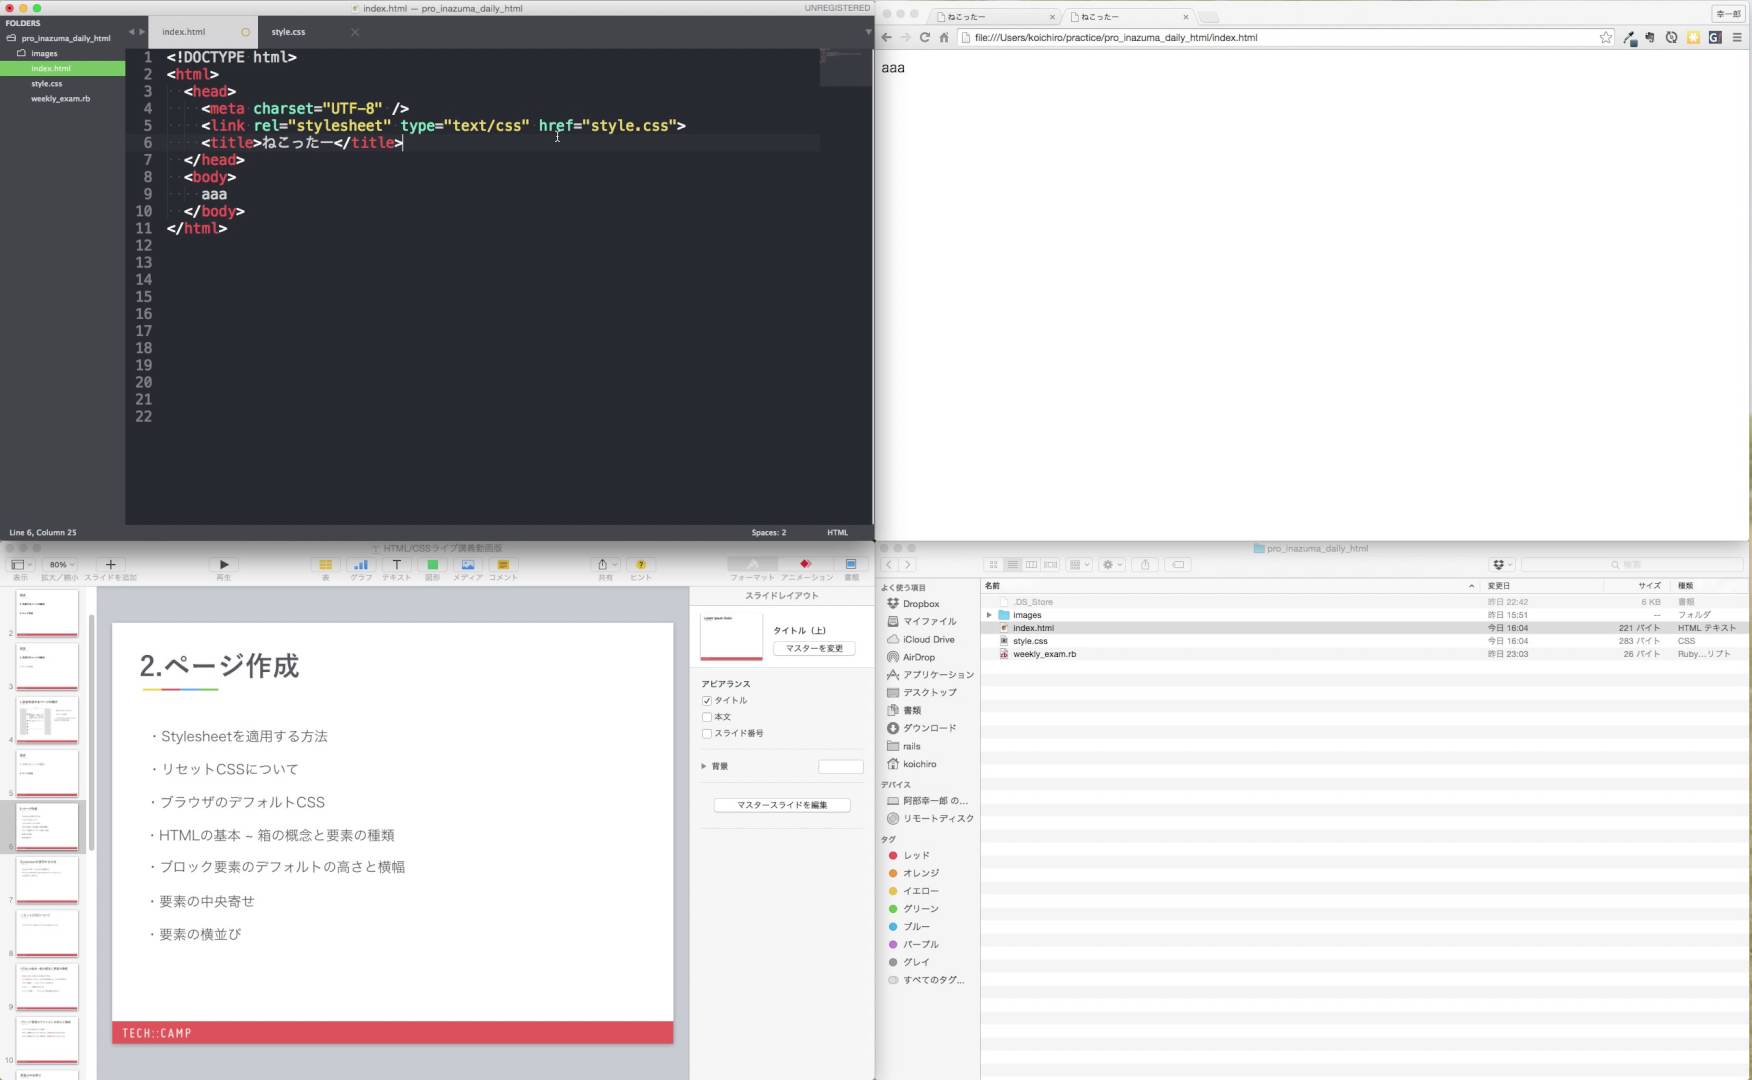 index.html — pro_inazuma_daily_html
UNREGISTERED
FOLDERS
pro_inazuma_daily_html
images
index.html
style.css
weekly_exam.rb
index.html
style.css
1 <!DOCTYPE html>
2 <html>
3 <head>
4 <meta charset="UTF-8" />
5 <link rel="stylesheet" type="text/css" href="style.css">
6 <title>ねこったー</title>
7 </head>
8 <body>
9 aaa
10 </body>
11 </html>
12
13
14
15
16
17
18
19
20
21
22
Line 6, Column 25
Spaces: 2
HTML
ねこったー
ねこったー
幸一郎
file:///Users/koichiro/practice/pro_inazuma_daily_html/index.html
aaa
HTML/CSSライブ講義動画版
80%
表示
拡大/縮小
スライドを追加
再生
表
グラフ
テキスト
図形
メディア
コメント
共有
ヒント
フォーマット
アニメーション
書類
2
3
4
5
6
7
8
9
10
2.ページ作成
・Stylesheetを適用する方法
・リセットCSSについて
・ブラウザのデフォルトCSS
・HTMLの基本 ~ 箱の概念と要素の種類
・ブロック要素のデフォルトの高さと横幅
・要素の中央寄せ
・要素の横並び
TECH::CAMP
スライドレイアウト
タイトル（上）
マスターを変更
アピアランス
タイトル
本文
スライド番号
背景
マスタースライドを編集
pro_inazuma_daily_html
検索
よく使う項目
Dropbox
マイファイル
iCloud Drive
AirDrop
アプリケーション
デスクトップ
書類
ダウンロード
rails
koichiro
デバイス
阿部幸一郎 の...
リモートディスク
タグ
レッド
オレンジ
イエロー
グリーン
ブルー
パープル
グレイ
すべてのタグ...
名前 変更日 サイズ 種類
.DS_Store 昨日 22:42 6 KB 書類
images 昨日 15:51 -- フォルダ
index.html 今日 16:04 221 バイト HTML テキスト
style.css 今日 16:04 283 バイト CSS
weekly_exam.rb 昨日 23:03 26 バイト Ruby...リプト